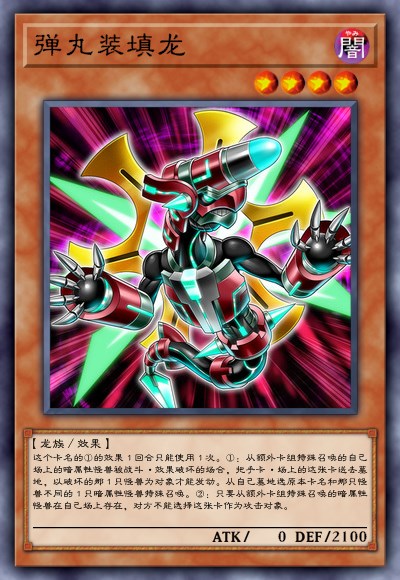 弹丸装填龙
やみ
闇
【龙族／效果】
这个卡名的①的效果1回合只能使用1次。①：从额外卡组特殊召唤的自己
场上的暗属性怪兽被战斗·效果破坏的场合，把手卡·场上的这张卡送去墓
地，以破坏的那1只怪兽为对象才能发动。从自己墓地选原本卡名和那只怪
兽不同的1只暗属性怪兽特殊召唤。②：只要从额外卡组特殊召唤的暗属性
怪兽在自己场上存在，对方不能选择这张卡作为攻击对象。
ATK/ 0 DEF/2100